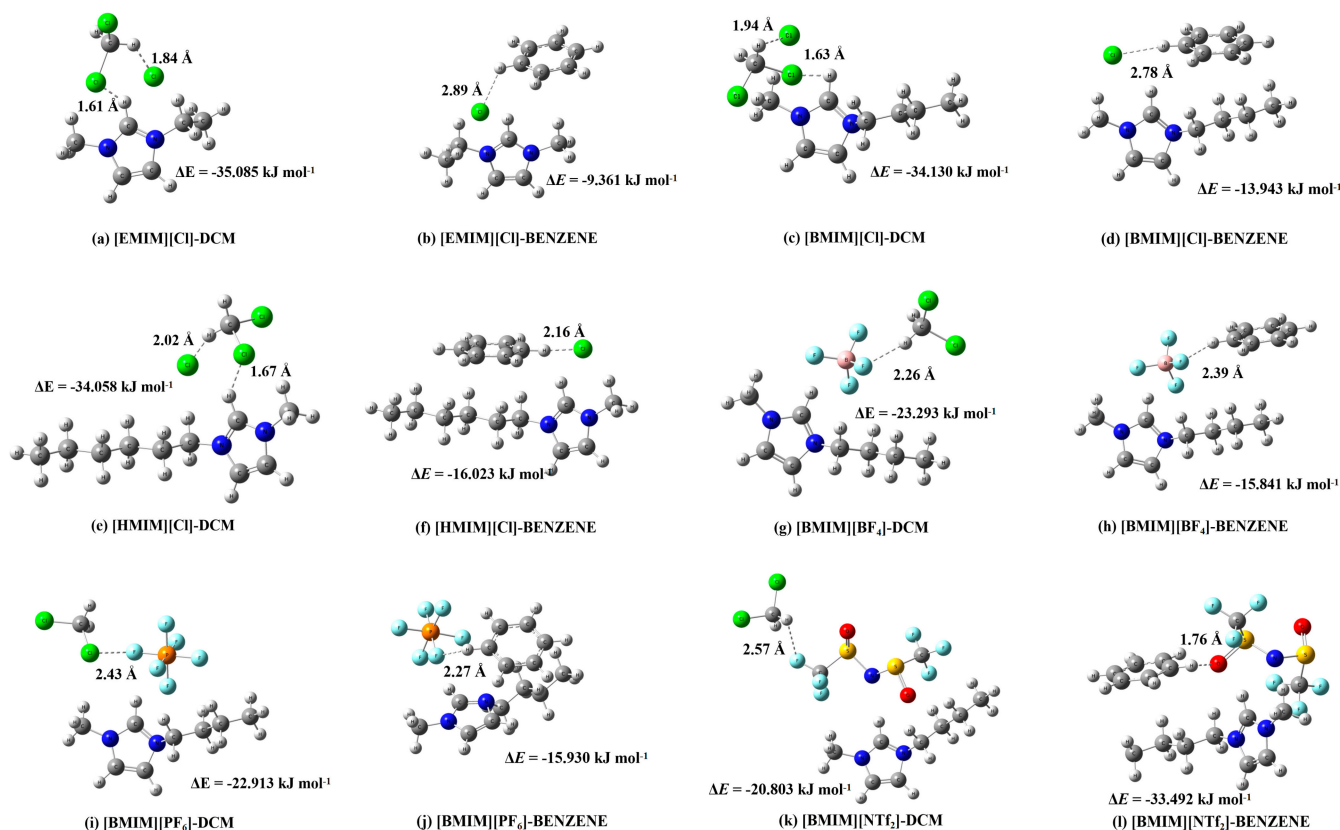 1.84 Å
1.61 Å
ΔE = -35.085 kJ mol⁻¹
(a) [EMIM][Cl]-DCM
2.89 Å
ΔE = -9.361 kJ mol⁻¹
(b) [EMIM][Cl]-BENZENE
1.94 Å
1.63 Å
ΔE = -34.130 kJ mol⁻¹
(c) [BMIM][Cl]-DCM
2.78 Å
ΔE = -13.943 kJ mol⁻¹
(d) [BMIM][Cl]-BENZENE
2.02 Å
1.67 Å
ΔE = -34.058 kJ mol⁻¹
(e) [HMIM][Cl]-DCM
2.16 Å
ΔE = -16.023 kJ mol⁻¹
(f) [HMIM][Cl]-BENZENE
2.26 Å
ΔE = -23.293 kJ mol⁻¹
(g) [BMIM][BF₄]-DCM
2.39 Å
ΔE = -15.841 kJ mol⁻¹
(h) [BMIM][BF₄]-BENZENE
2.43 Å
ΔE = -22.913 kJ mol⁻¹
(i) [BMIM][PF₆]-DCM
2.27 Å
ΔE = -15.930 kJ mol⁻¹
(j) [BMIM][PF₆]-BENZENE
2.57 Å
ΔE = -20.803 kJ mol⁻¹
(k) [BMIM][NTf₂]-DCM
1.76 Å
ΔE = -33.492 kJ mol⁻¹
(l) [BMIM][NTf₂]-BENZENE